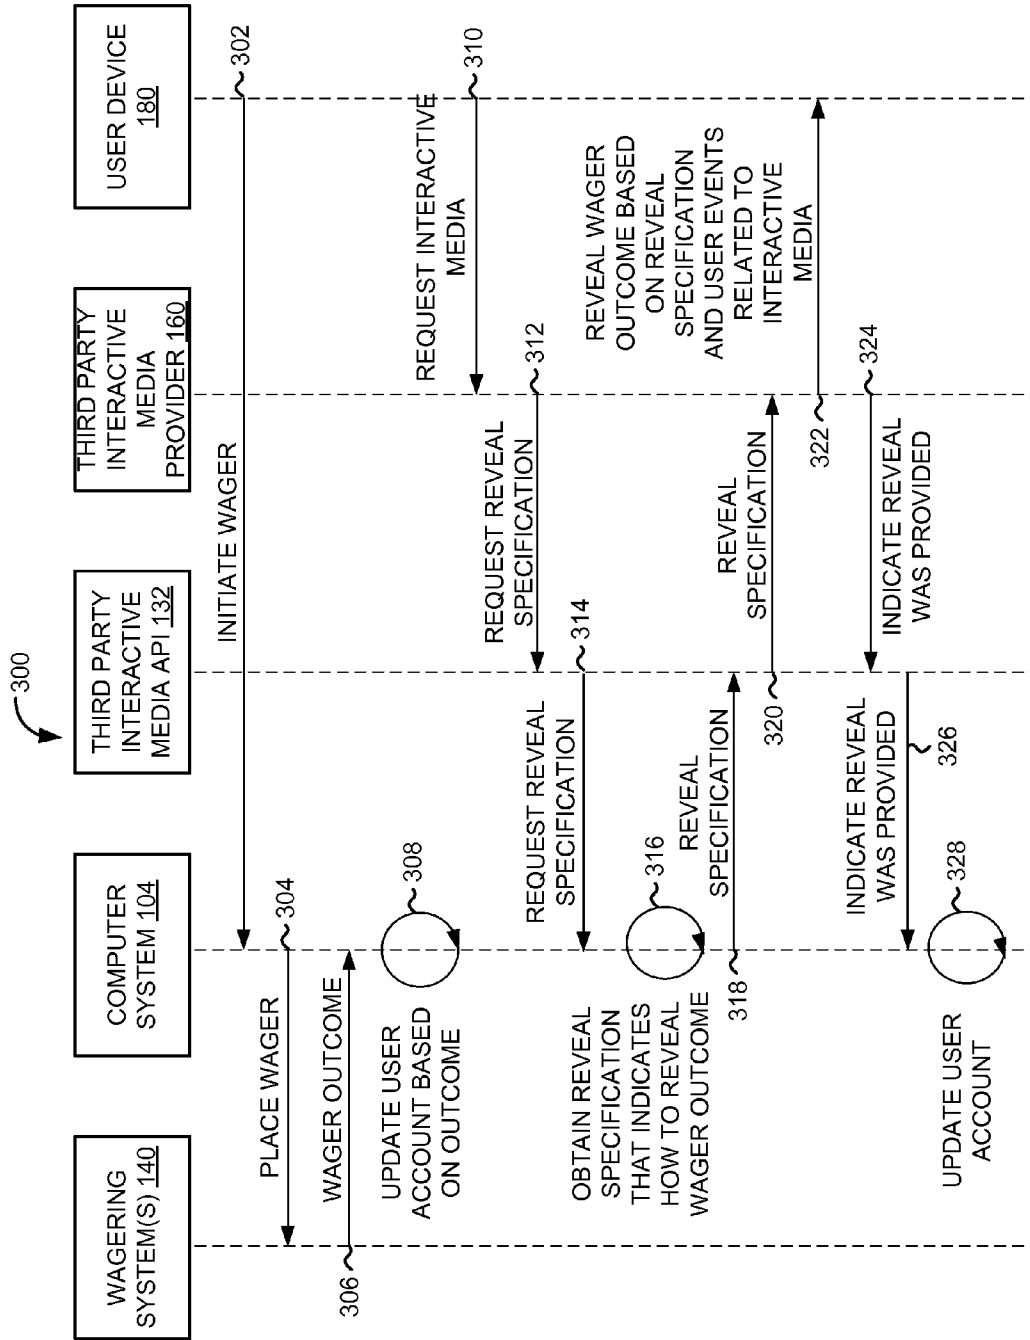 300
WAGERING
SYSTEM(S) 140
COMPUTER
SYSTEM 104
THIRD PARTY
INTERACTIVE
MEDIA API 132
THIRD PARTY
INTERACTIVE
MEDIA
PROVIDER 160
USER DEVICE
180
INITIATE WAGER
302
PLACE WAGER
304
WAGER OUTCOME
306
UPDATE USER
ACCOUNT BASED
ON OUTCOME
308
REQUEST INTERACTIVE
MEDIA
310
REQUEST REVEAL
SPECIFICATION
312
REQUEST REVEAL
SPECIFICATION
314
OBTAIN REVEAL
SPECIFICATION
THAT INDICATES
HOW TO REVEAL
WAGER OUTCOME
316
REVEAL
SPECIFICATION
318
REVEAL
SPECIFICATION
320
REVEAL WAGER
OUTCOME BASED
ON REVEAL
SPECIFICATION
AND USER EVENTS
RELATED TO
INTERACTIVE
MEDIA
322
INDICATE REVEAL
WAS PROVIDED
324
INDICATE REVEAL
WAS PROVIDED
326
UPDATE USER
ACCOUNT
328